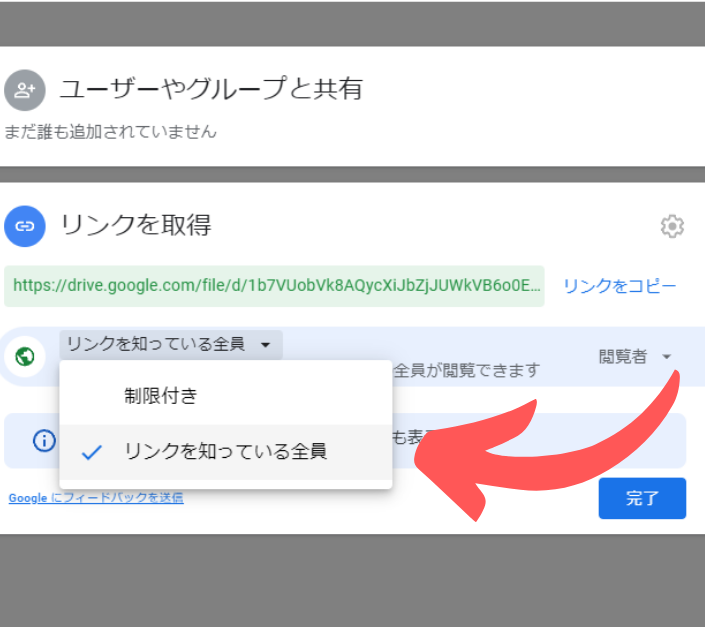 ユーザーやグループと共有
まだ誰も追加されていません
リンクを取得
https://drive.google.com/file/d/1b7VUobVk8AQycXiJbZjJUWkVB6o0E…
リンクをコピー
リンクを知っている全員
閲覧者
全員が閲覧できます
制限付き
リンクを知っている全員
も表
Google にフィードバックを送信
完了